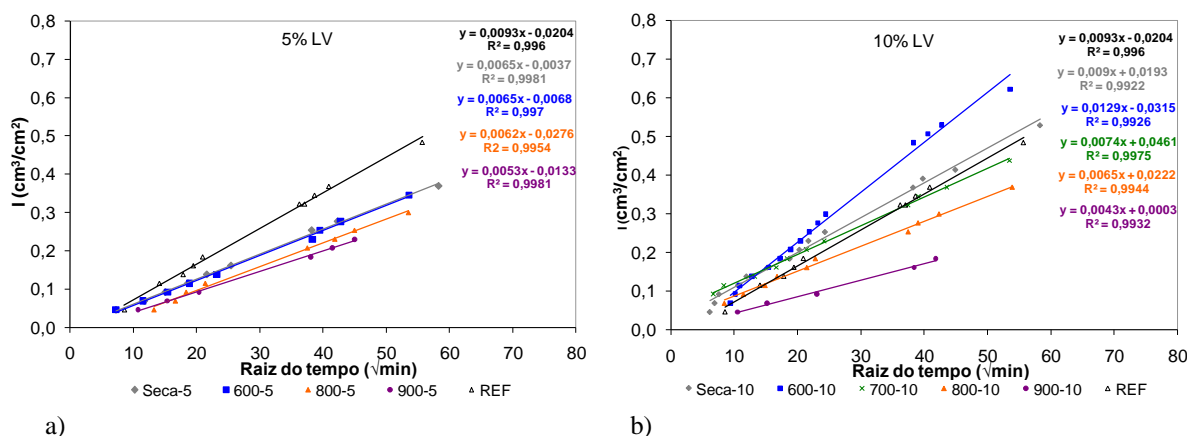 5% LV
I (cm³/cm²)
0,8
0,7
0,6
0,5
0,4
0,3
0,2
0,1
0,0
y = 0,0093x - 0,0204
R² = 0,996
y = 0,0065x - 0,0037
R² = 0,9981
y = 0,0065x - 0,0068
R² = 0,997
y = 0,0062x - 0,0276
R2 = 0,9954
y = 0,0053x - 0,0133
R² = 0,9981
0 10 20 30 40 50 60 70 80
Raiz do tempo (√min)
Seca-5 600-5 800-5 900-5 REF
a)
10% LV
I (cm³/cm²)
0,8
0,7
0,6
0,5
0,4
0,3
0,2
0,1
0,0
y = 0,0093x - 0,0204
R² = 0,996
y = 0,009x + 0,0193
R² = 0,9922
y = 0,0129x - 0,0315
R² = 0,9926
y = 0,0074x + 0,0461
R² = 0,9975
y = 0,0065x + 0,0222
R² = 0,9944
y = 0,0043x + 0,0003
R² = 0,9932
0 10 20 30 40 50 60 70 80
Raiz do tempo (√min)
Seca-10 600-10 700-10 800-10 900-10 REF
b)